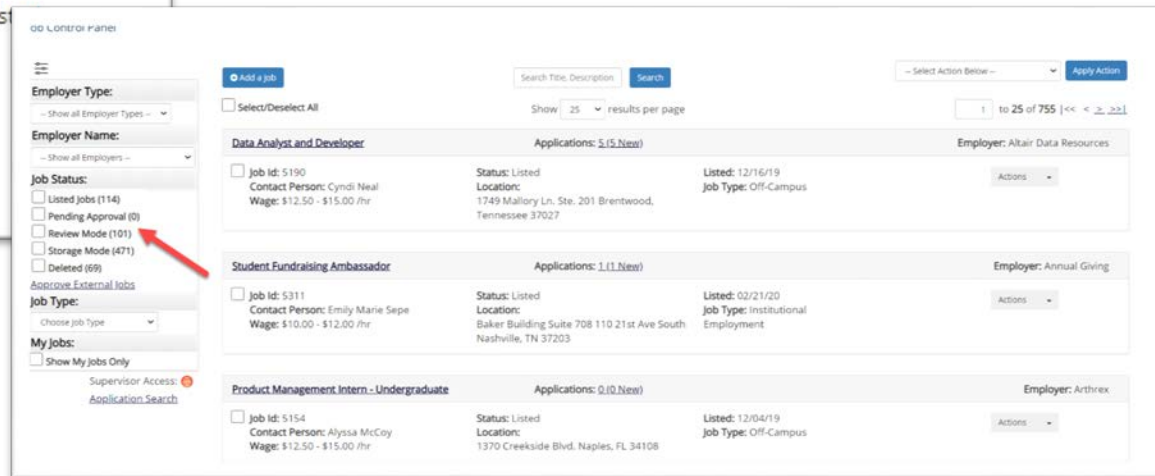 Job Control Panel
Add a job
Search Title, Description
Search
-- Select Action Below --
Apply Action
Select/Deselect All
Show 25 results per page
1 to 25 of 755 |<< < > >>|
Employer Type:
-- Show all Employer Types --
Employer Name:
-- Show all Employers --
Job Status:
Listed Jobs (114)
Pending Approval (0)
Review Mode (101)
Storage Mode (471)
Deleted (69)
Approve External Jobs
Job Type:
Choose Job Type
My Jobs:
Show My Jobs Only
Supervisor Access:
Application Search
Data Analyst and Developer
Applications: 5 (5 New)
Employer: Altair Data Resources
Job Id: 5190
Contact Person: Cyndi Neal
Wage: $12.50 - $15.00 /hr
Status: Listed
Location:
1749 Mallory Ln. Ste. 201 Brentwood,
Tennessee 37027
Listed: 12/16/19
Job Type: Off-Campus
Actions
Student Fundraising Ambassador
Applications: 1 (1 New)
Employer: Annual Giving
Job Id: 5311
Contact Person: Emily Marie Sepe
Wage: $10.00 - $12.00 /hr
Status: Listed
Location:
Baker Building Suite 708 110 21st Ave South
Nashville, TN 37203
Listed: 02/21/20
Job Type: Institutional
Employment
Actions
Product Management Intern - Undergraduate
Applications: 0 (0 New)
Employer: Arthrex
Job Id: 5154
Contact Person: Alyssa McCoy
Wage: $12.50 - $15.00 /hr
Status: Listed
Location:
1370 Creekside Blvd. Naples, FL 34108
Listed: 12/04/19
Job Type: Off-Campus
Actions